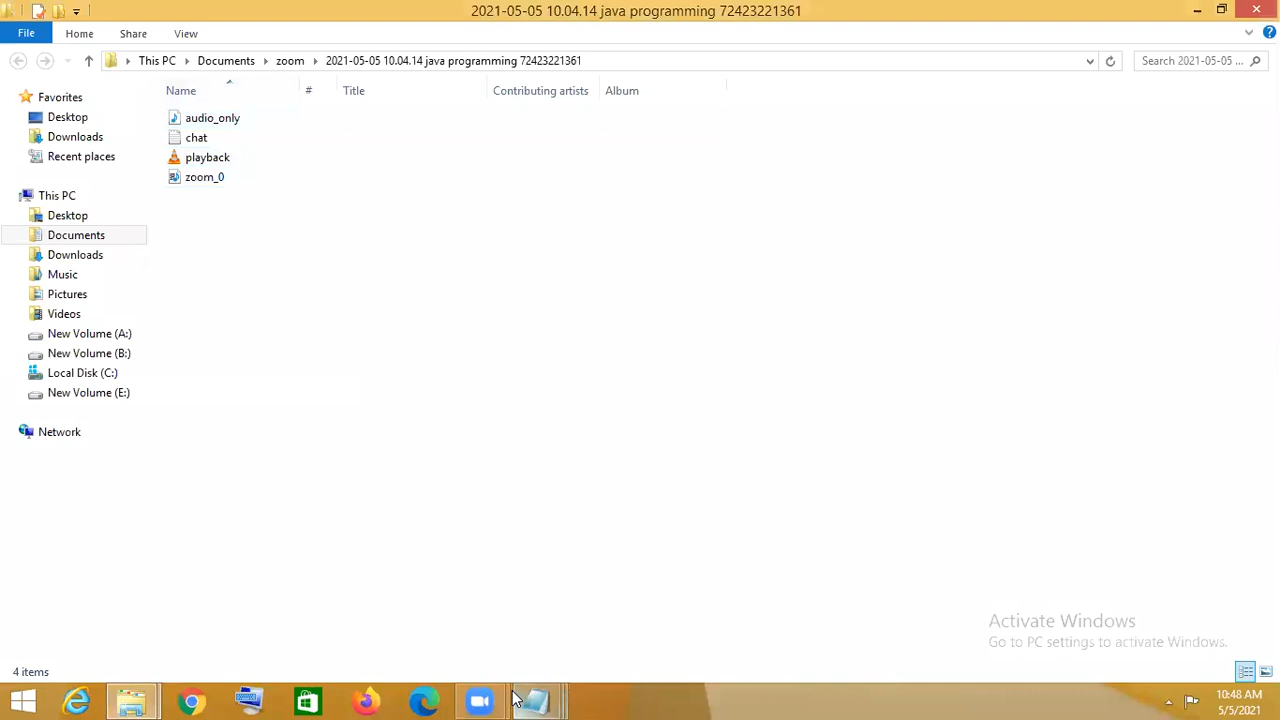 2021-05-05 10.04.14 java programming 72423221361
File
Home
Share
View
This PC
Documents
zoom
2021-05-05 10.04.14 java programming 72423221361
Search 2021-05-05 ...
Name
#
Title
Contributing artists
Album
Favorites
Desktop
Downloads
Recent places
This PC
Desktop
Documents
Downloads
Music
Pictures
Videos
New Volume (A:)
New Volume (B:)
Local Disk (C:)
New Volume (E:)
Network
audio_only
chat
playback
zoom_0
Activate Windows
Go to PC settings to activate Windows.
4 items
10:48 AM
5/5/2021